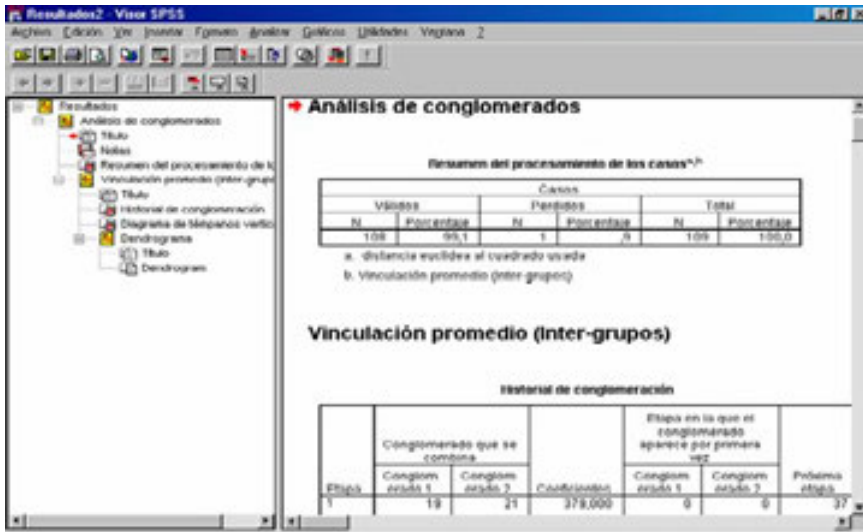 Resultados2 - Visor SPSS
Archivo Edición Ver Insertar Formato Analizar Gráficos Utilidades Ventana ?
Resultados
Análisis de conglomerados
Título
Notas
Resumen del procesamiento de lo
Vinculación promedio (Inter-grupo
Título
Historial de conglomeración
Diagrama de témpanos vertic
Dendrograma
Título
Dendrogram
Análisis de conglomerados
Resumen del procesamiento de los casos a,b
Casos
Válidos Perdidos Total
N Porcentaje N Porcentaje N Porcentaje
108 99,1 1 ,9 109 100,0
a. distancia euclídea al cuadrado usada
b. Vinculación promedio (Inter-grupos)
Vinculación promedio (Inter-grupos)
Historial de conglomeración
Etapa Conglomerado que se combina Coeficientes Etapa en la que el conglomerado aparece por primera vez Próxima etapa
Conglom erado 1 Conglom erado 2 Conglom erado 1 Conglom erado 2
1 19 21 378,000 0 0 37